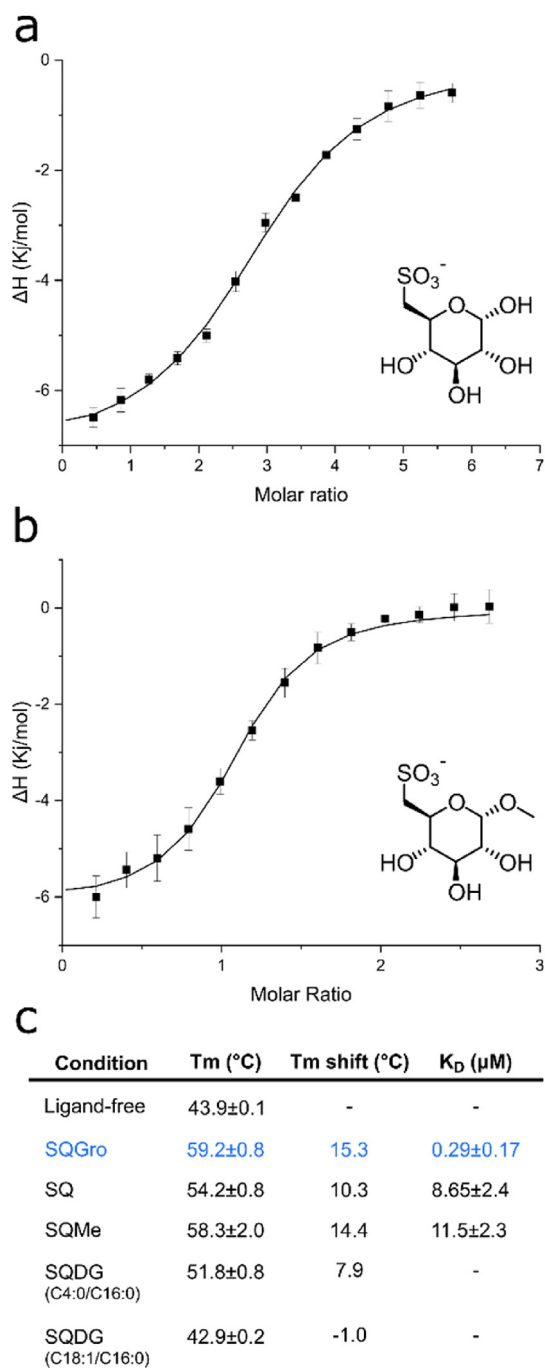 a
0
-2
-4
-6
ΔH (Kj/mol)
SO₃⁻
O
OH
HO
OH
OH
0 1 2 3 4 5 6 7
Molar ratio
b
0
-2
-4
-6
ΔH (Kj/mol)
SO₃⁻
O
O
HO
OH
OH
0 1 2 3
Molar Ratio
c
Condition Tm (°C) Tm shift (°C) K_D (µM)
Ligand-free 43.9±0.1 - -
SQGro 59.2±0.8 15.3 0.29±0.17
SQ 54.2±0.8 10.3 8.65±2.4
SQMe 58.3±2.0 14.4 11.5±2.3
SQDG 51.8±0.8 7.9 -
(C4:0/C16:0)
SQDG 42.9±0.2 -1.0 -
(C18:1/C16:0)